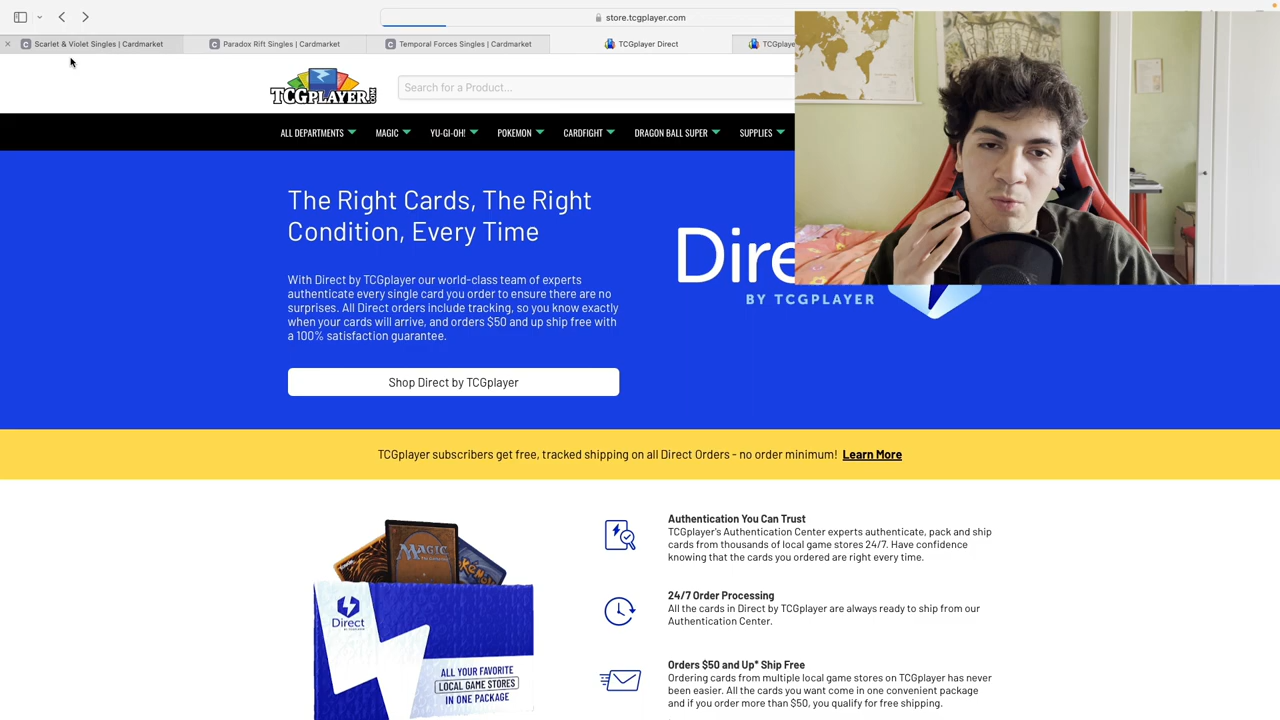 store.tcgplayer.com
Scarlet & Violet Singles | Cardmarket
Paradox Rift Singles | Cardmarket
Temporal Forces Singles | Cardmarket
TCGplayer Direct
TCGPLAYER.COM
Search for a Product...
ALL DEPARTMENTS
MAGIC
YU-GI-OH!
POKEMON
CARDFIGHT
DRAGON BALL SUPER
SUPPLIES
The Right Cards, The Right
Condition, Every Time
With Direct by TCGplayer our world-class team of experts
authenticate every single card you order to ensure there are no
surprises. All Direct orders include tracking, so you know exactly
when your cards will arrive, and orders $50 and up ship free with
a 100% satisfaction guarantee.
Shop Direct by TCGplayer
Dire
BY TCGPLAYER
TCGplayer subscribers get free, tracked shipping on all Direct Orders - no order minimum! Learn More
MAGIC
Pokémon
Direct
ALL YOUR FAVORITE
LOCAL GAME STORES
IN ONE PACKAGE
Authentication You Can Trust
TCGplayer's Authentication Center experts authenticate, pack and ship
cards from thousands of local game stores 24/7. Have confidence
knowing that the cards you ordered are right every time.
24/7 Order Processing
All the cards in Direct by TCGplayer are always ready to ship from our
Authentication Center.
Orders $50 and Up* Ship Free
Ordering cards from multiple local game stores on TCGplayer has never
been easier. All the cards you want come in one convenient package
and if you order more than $50, you qualify for free shipping.